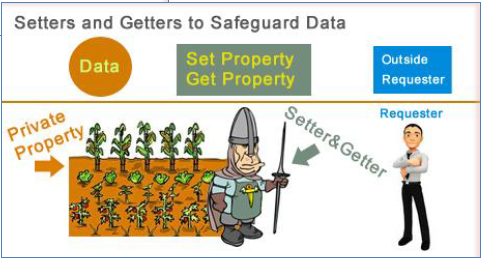 Setters and Getters to Safeguard Data
Data
Set Property
Get Property
Outside
Requester
Private
Property
Setter&Getter
Requester